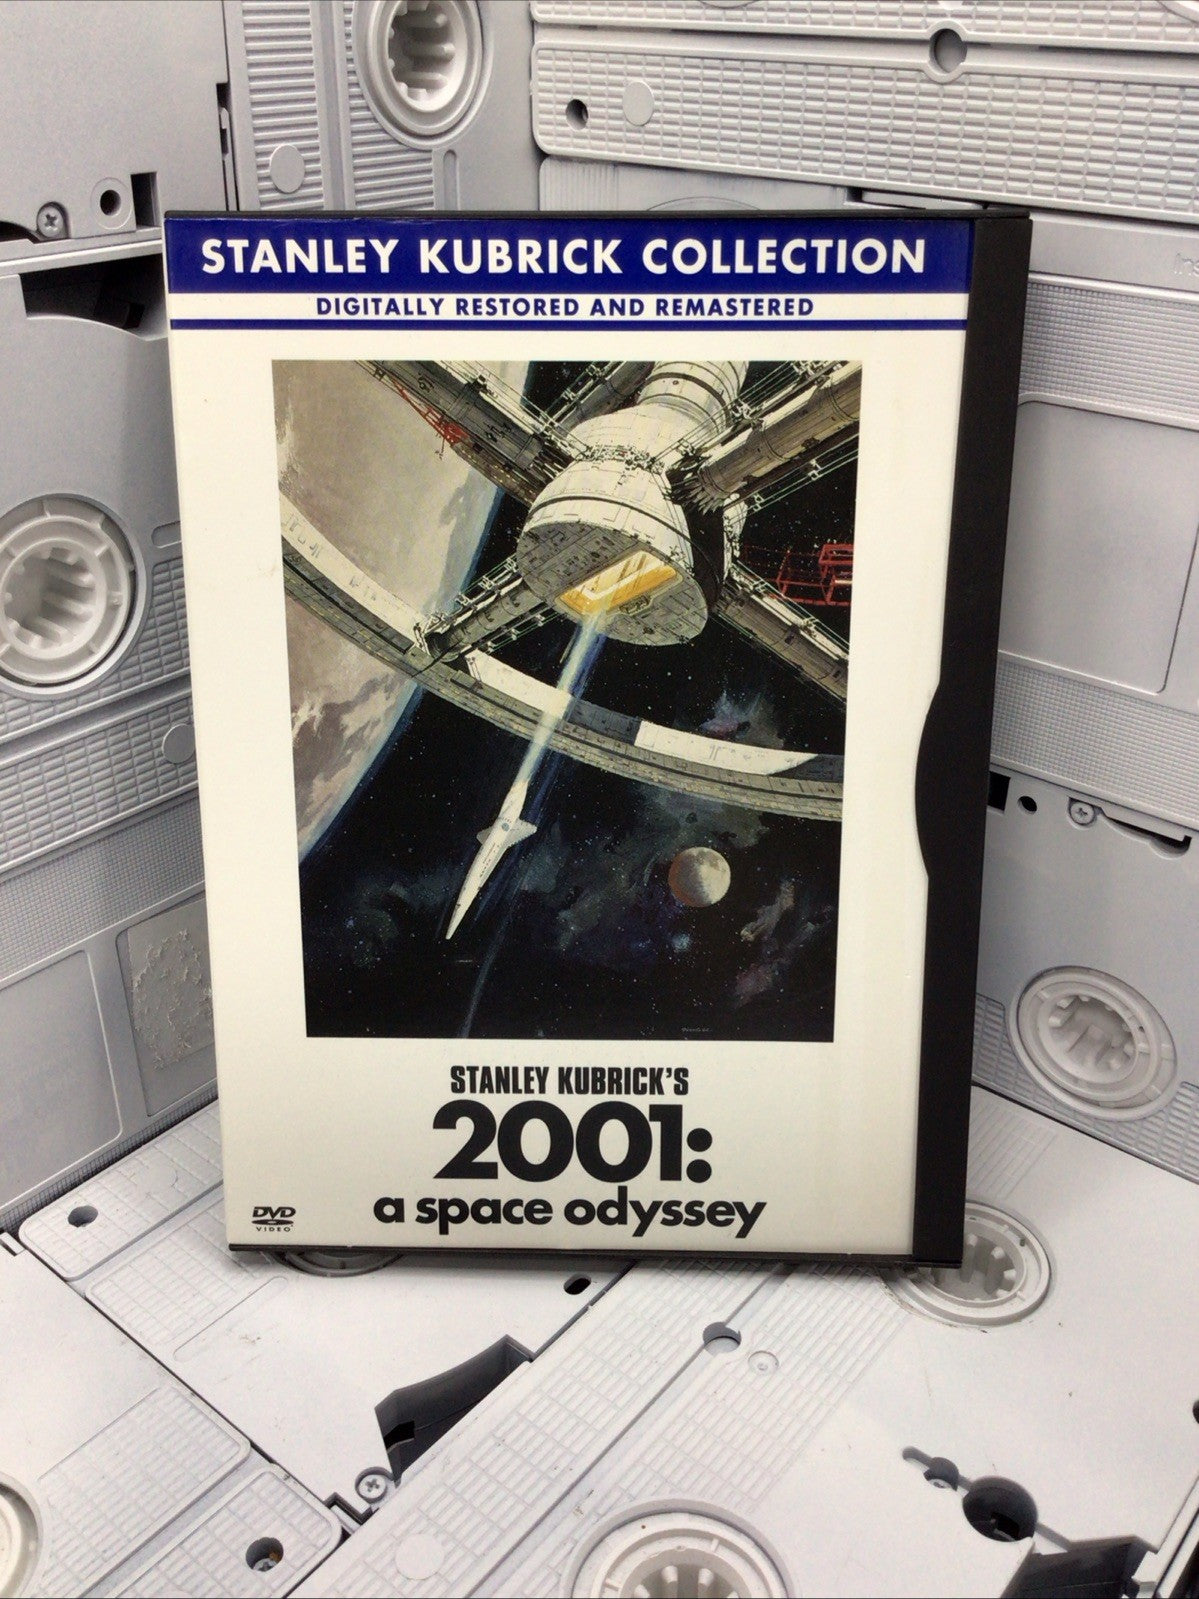 STANLEY KUBRICK COLLECTION
DIGITALLY RESTORED AND REMASTERED
STANLEY KUBRICK'S
2001:
a space odyssey
DVD
VIDEO